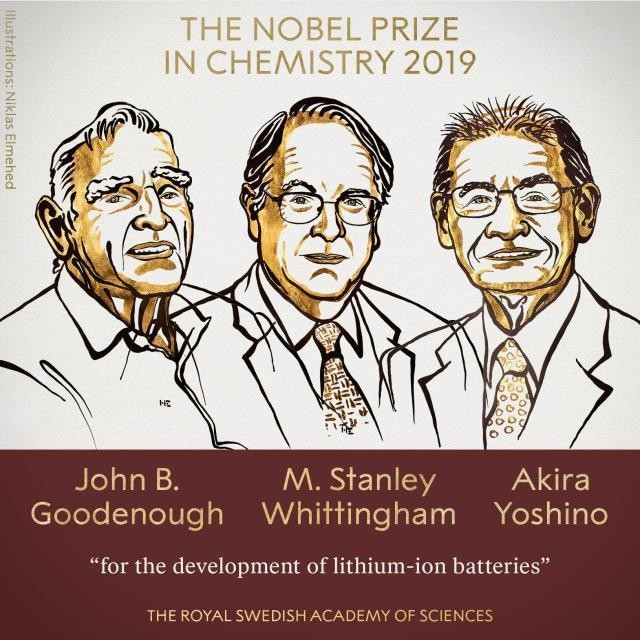 THE NOBEL PRIZE
IN CHEMISTRY 2019
Illustrations: Niklas Elmehed
John B.
Goodenough
M. Stanley
Whittingham
Akira
Yoshino
“for the development of lithium-ion batteries”
THE ROYAL SWEDISH ACADEMY OF SCIENCES